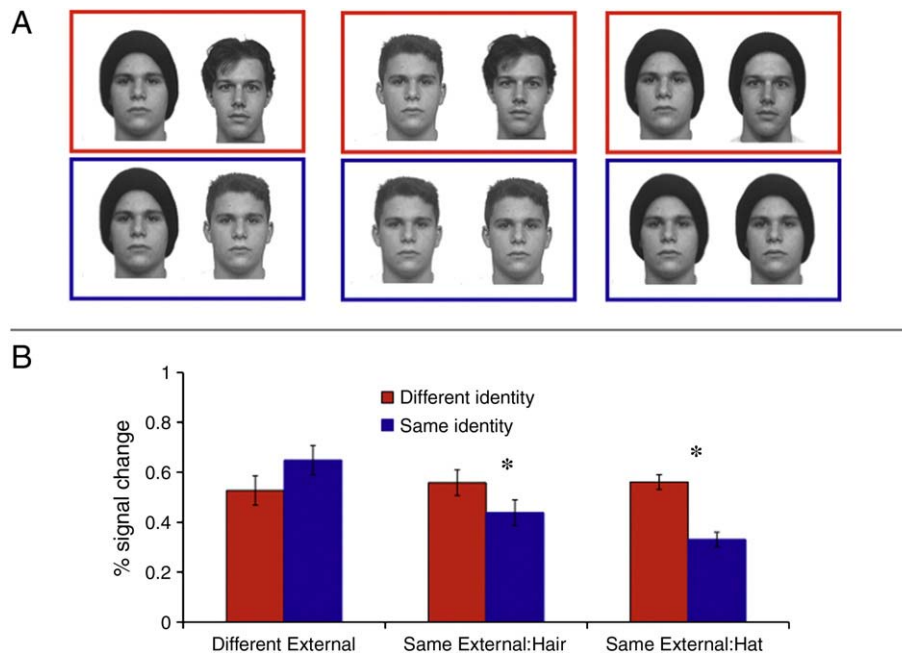 A
B
% signal change
1
0.8
0.6
0.4
0.2
0
Different identity
Same identity
*
*
Different External
Same External:Hair
Same External:Hat